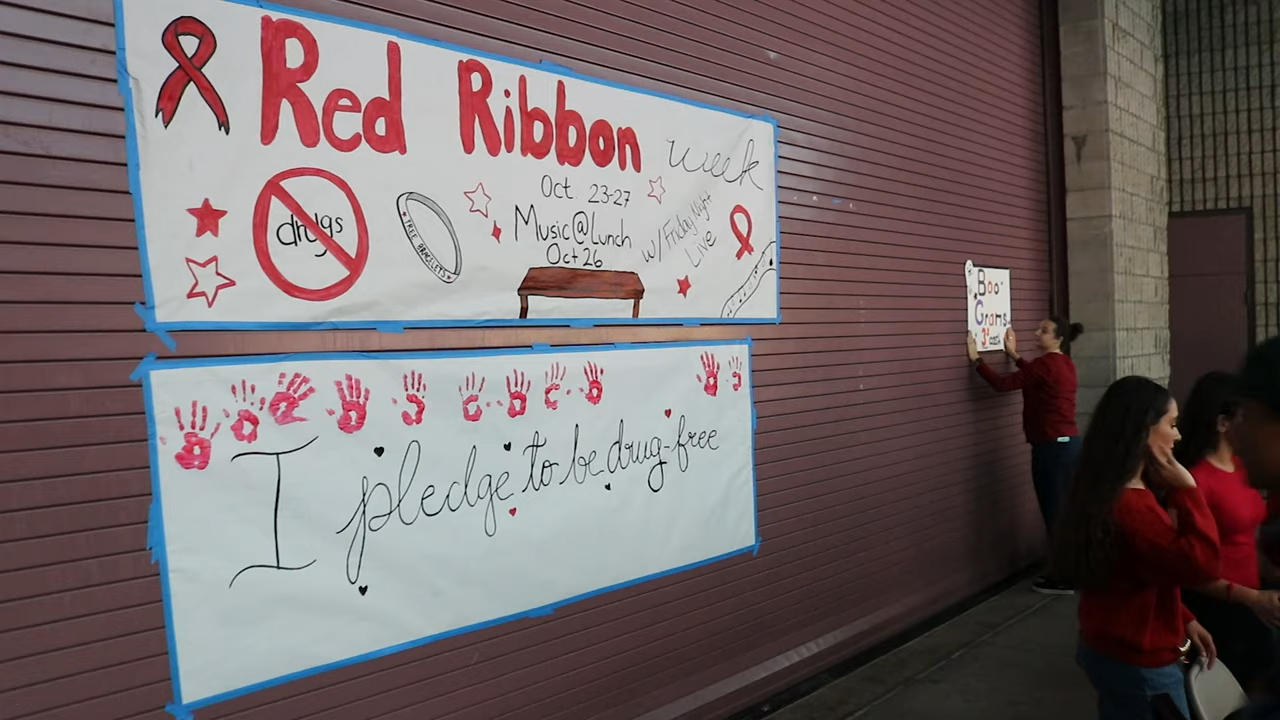 Red Ribbon week
Oct. 23-27
Music@Lunch
Oct 26
w/ Friday Night
Live
drugs
FREE BRACELETS
I pledge to be drug-free
Boo-
Grams